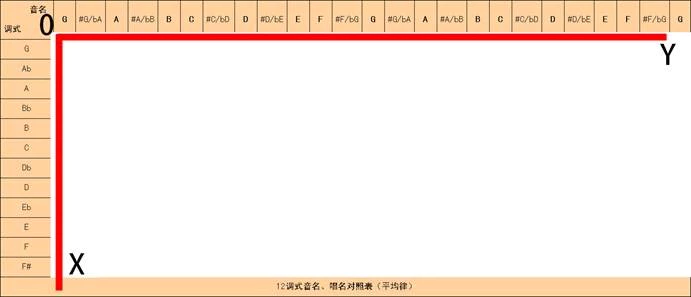 音名
O G #G/bA A #A/bB B C #C/bD D #D/bE E F #F/bG G #G/bA A #A/bB B C #C/bD D #D/bE E F #F/bG G
调式
Y
G
Ab
A
Bb
B
C
Db
D
Eb
E
F
X
F#
12调式音名、唱名对照表（平均律）